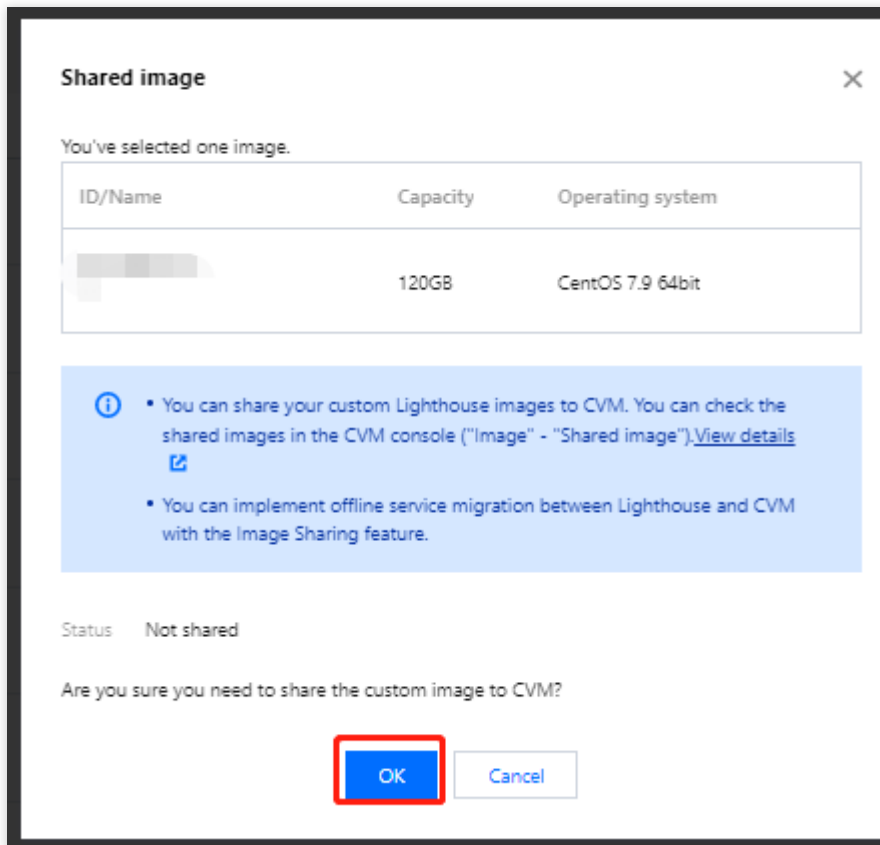 Shared image
You've selected one image.
ID/Name Capacity Operating system
120GB CentOS 7.9 64bit
• You can share your custom Lighthouse images to CVM. You can check the
shared images in the CVM console ("Image" - "Shared image").View details
• You can implement offline service migration between Lighthouse and CVM
with the Image Sharing feature.
Status Not shared
Are you sure you need to share the custom image to CVM?
OK Cancel